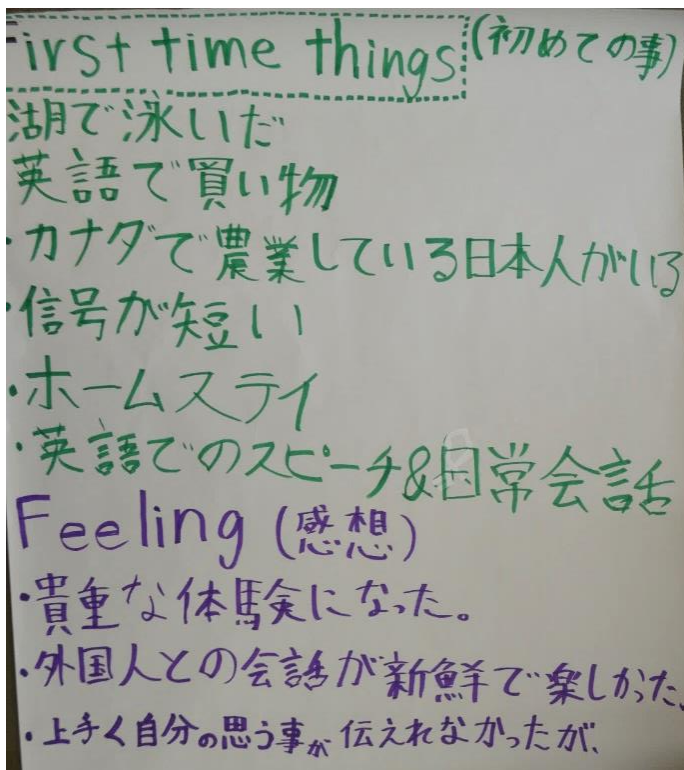 First time things (初めての事)
湖で泳いだ
英語で買い物
・カナダで農業している日本人がいる
・信号が短い
・ホームステイ
・英語でのスピーチ&日常会話
Feeling (感想)
・貴重な体験になった。
・外国人との会話が新鮮で楽しかった、
・上手く自分の思う事が伝えれなかったが、